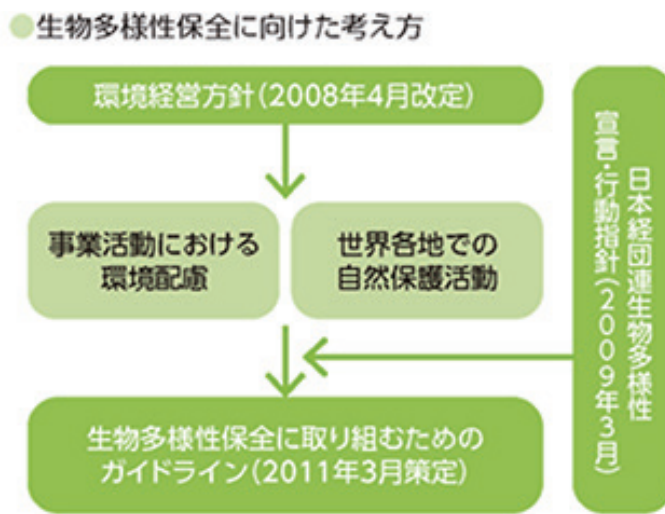 ●生物多様性保全に向けた考え方
環境経営方針(2008年4月改定)
事業活動における
環境配慮
世界各地での
自然保護活動
日本経団連生物多様性
宣言・行動指針(2009年3月)
生物多様性保全に取り組むための
ガイドライン(2011年3月策定)